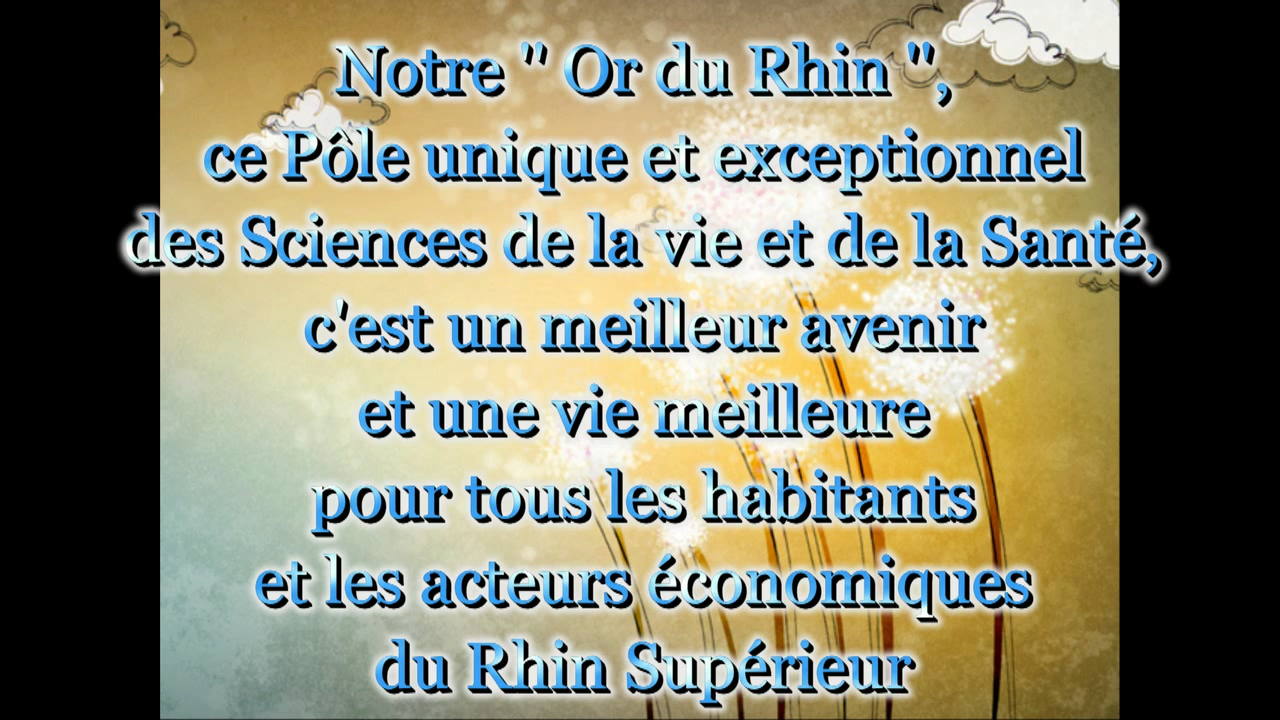 Notre " Or du Rhin ",
ce Pôle unique et exceptionnel
des Sciences de la vie et de la Santé,
c'est un meilleur avenir
et une vie meilleure
pour tous les habitants
et les acteurs économiques
du Rhin Supérieur